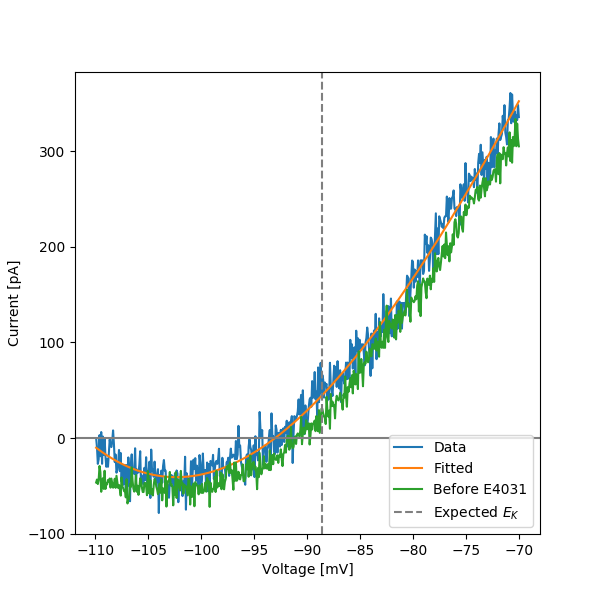 300
200
100
0
−100
Current [pA]
Data
Fitted
Before E4031
Expected $E_K$
−110 −105 −100 −95 −90 −85 −80 −75 −70
Voltage [mV]